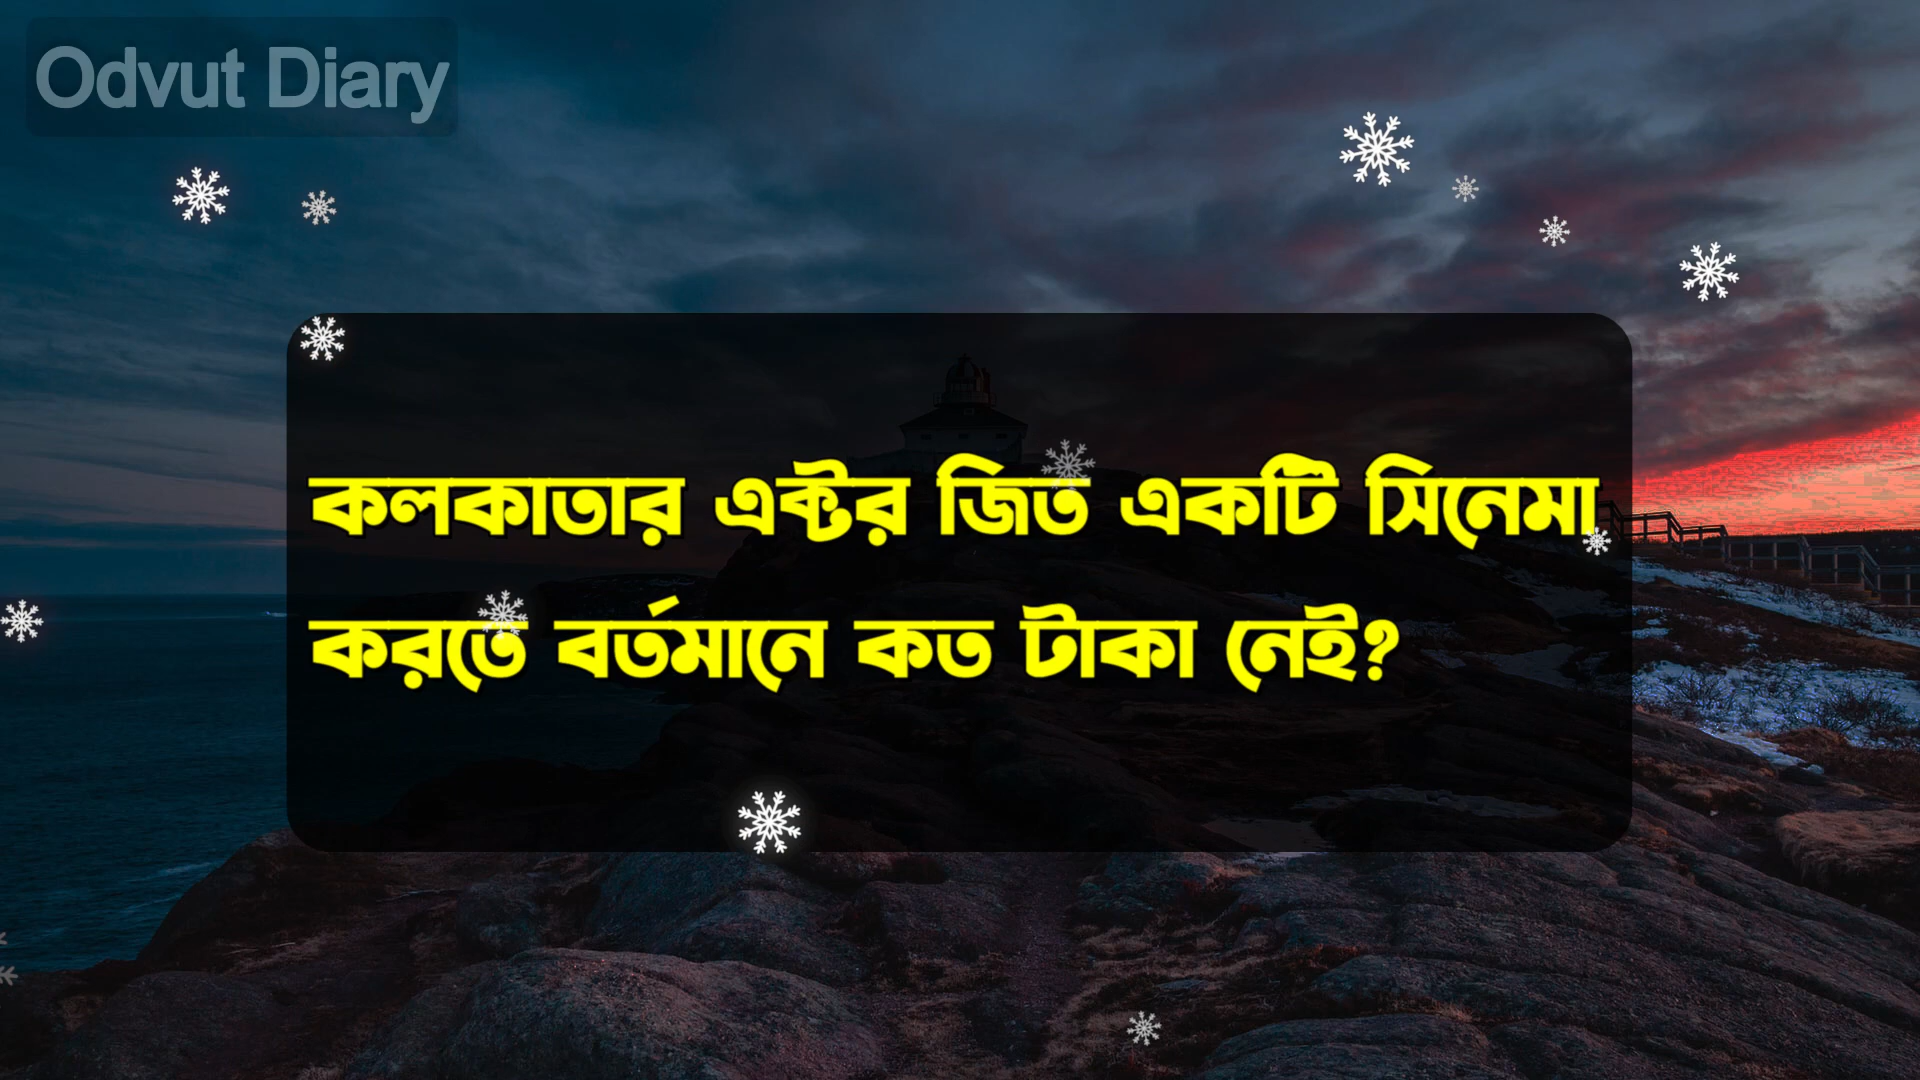 Odvut Diary
কলকাতার এক্টর জিত একটি সিনেমা
করতে বর্তমানে কত টাকা নেই?